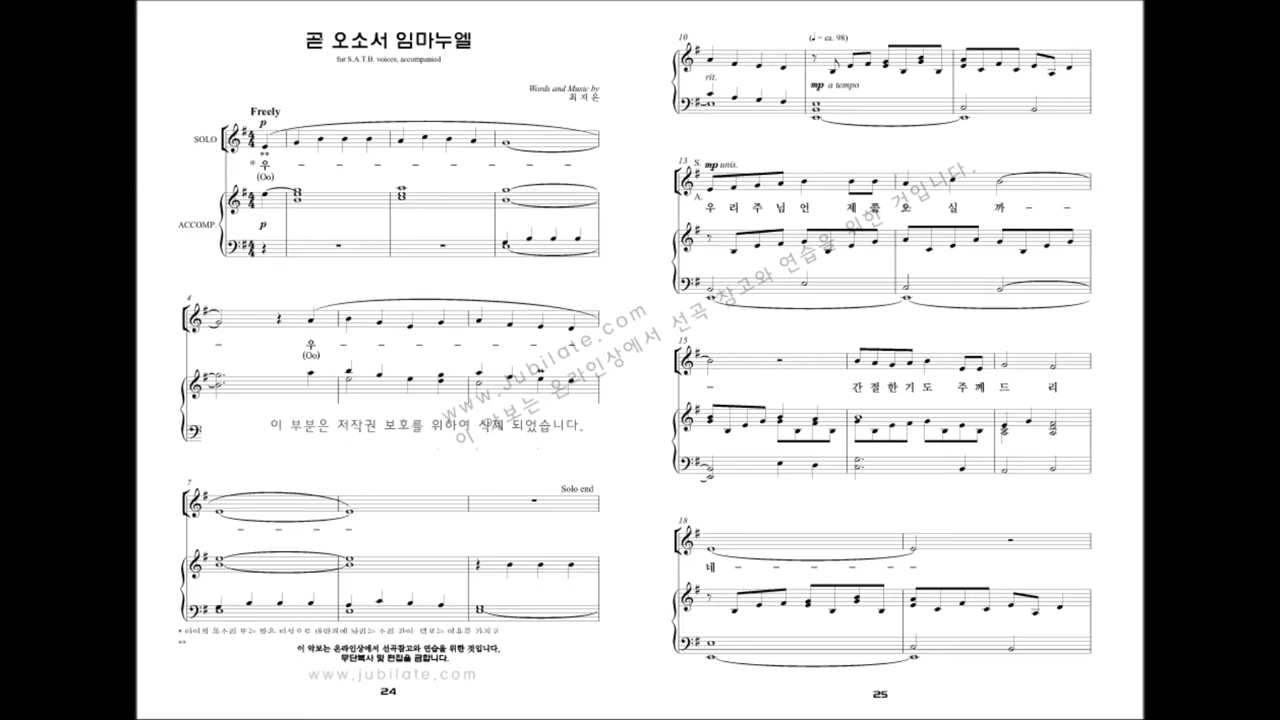 곧 오소서 임마누엘
for S.A.T.B. voices, accompanied
Words and Music by
최 지 은
Freely
p
SOLO
**
* 우 – – – – – – – –
(Oo)
ACCOMP.
p
4
– 우 – – – – – – – –
(Oo)
이 부분은 저작권 보호를 위하여 삭제 되었습니다.
7
Solo end
– – – – – –
**
이 악보는 온라인상에서 선곡참고와 연습을 위한 것입니다.
무단복사 및 편집을 금합니다.
www.jubilate.com
24
10
(♩ = ca. 98)
rit.
mp a tempo
13
S.
mp unis.
A.
우 리 주 님 언 제 쯤 오 실 까 – –
15
– 간 절 한 기 도 주 께 드 리
18
네 – – – – – –
25
www.jubilate.com
이 악보는 온라인상에서 선곡 참고와 연습을 위한 것입니다.